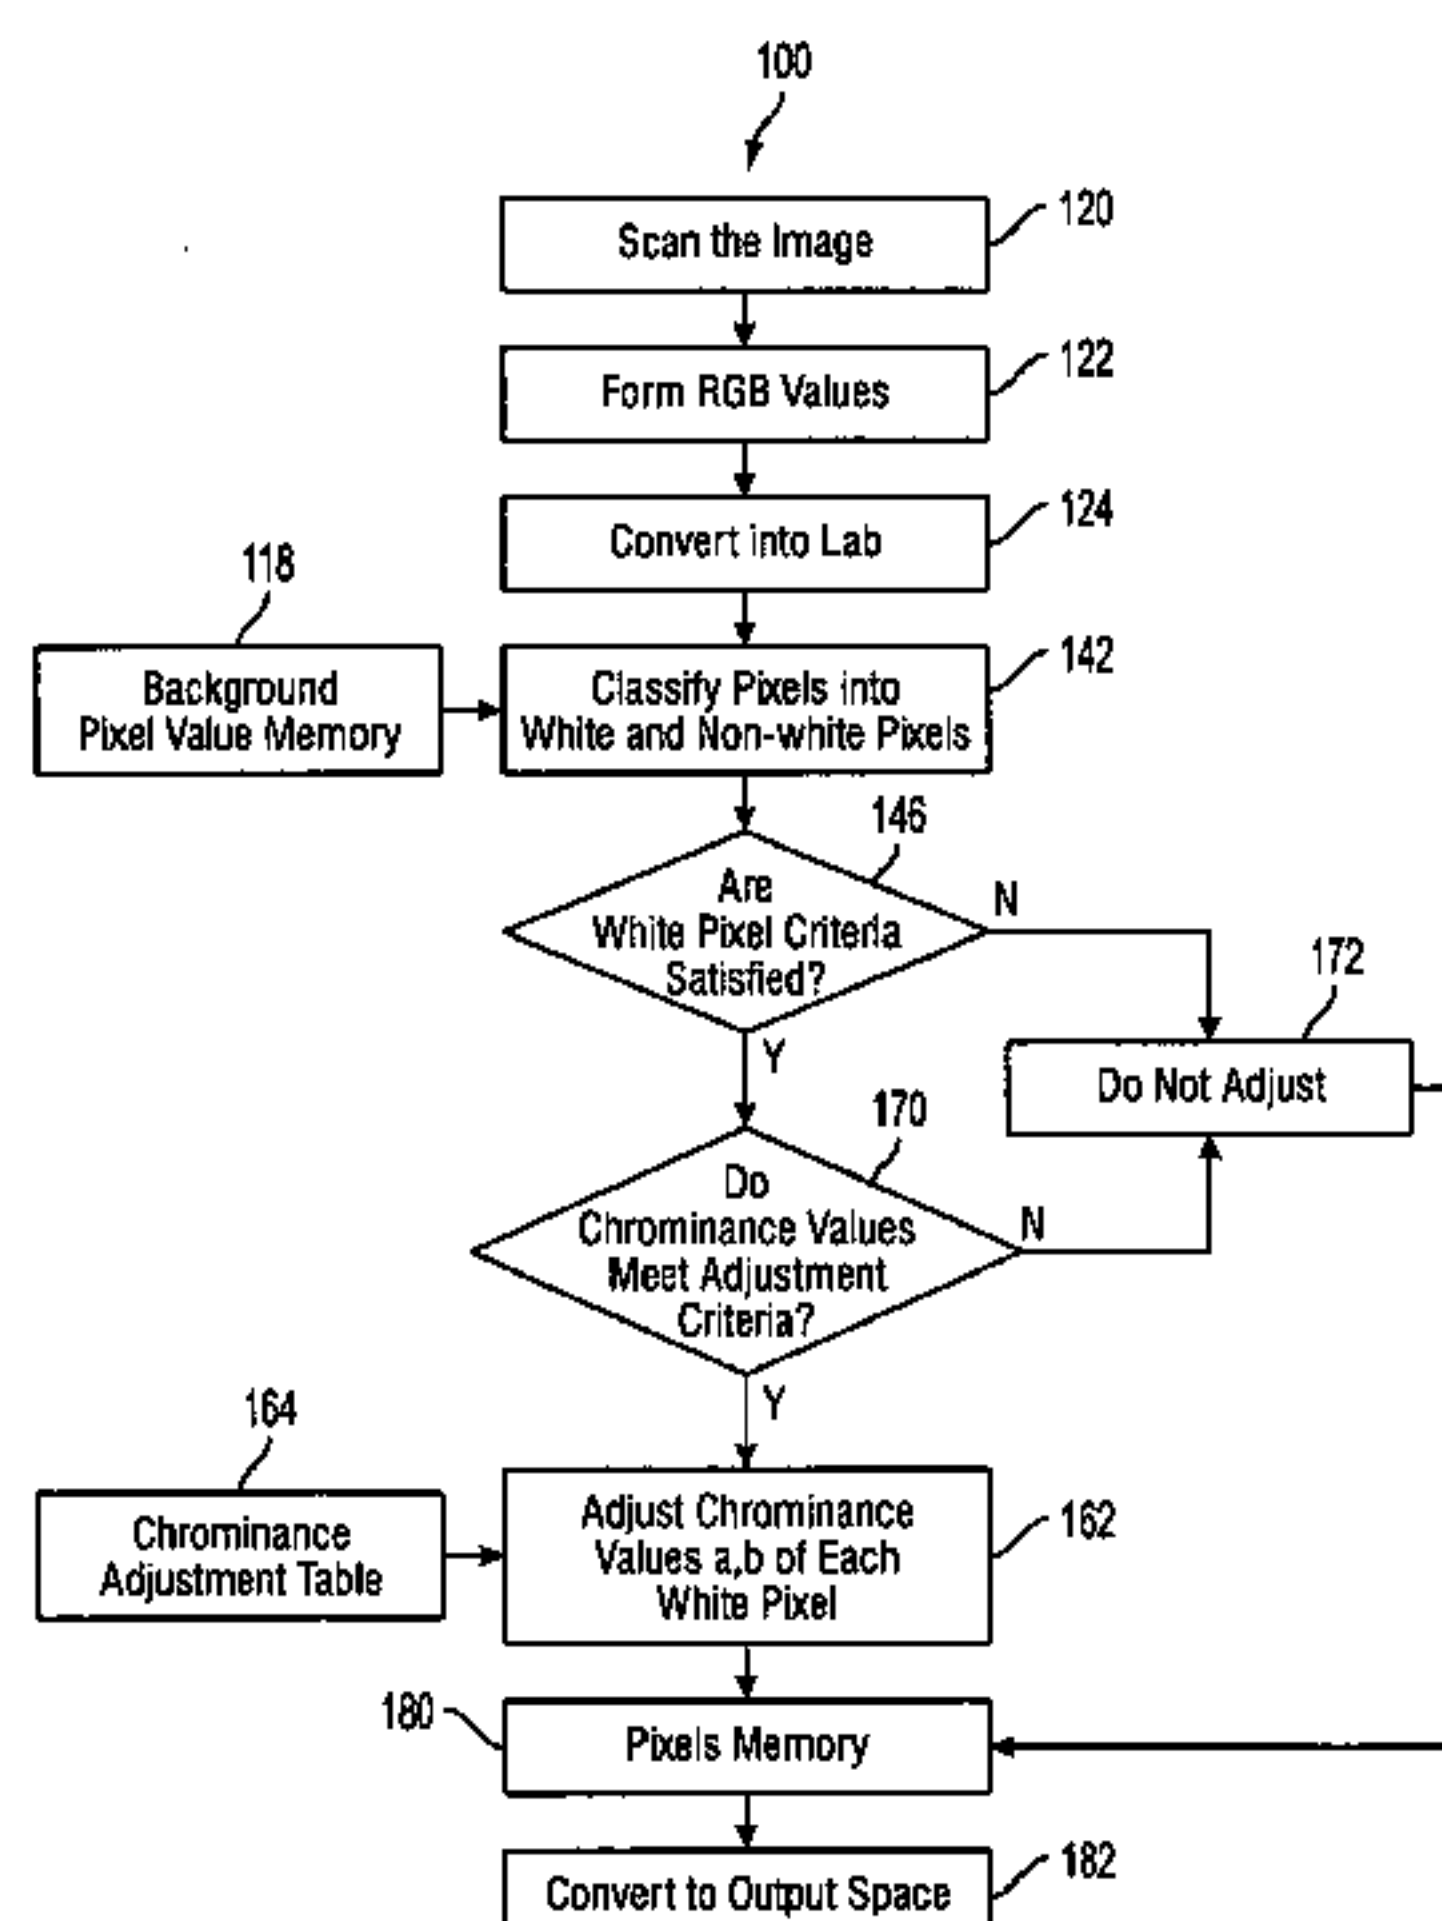 100
Scan the Image
120
Form RGB Values
122
Convert into Lab
124
118
Background
Pixel Value Memory
Classify Pixels into
White and Non-white Pixels
142
146
Are
White Pixel Criteria
Satisfied?
N
Y
172
Do Not Adjust
170
Do
Chrominance Values
Meet Adjustment
Criteria?
N
Y
164
Chrominance
Adjustment Table
Adjust Chrominance
Values a,b of Each
White Pixel
162
180
Pixels Memory
Convert to Output Space
182